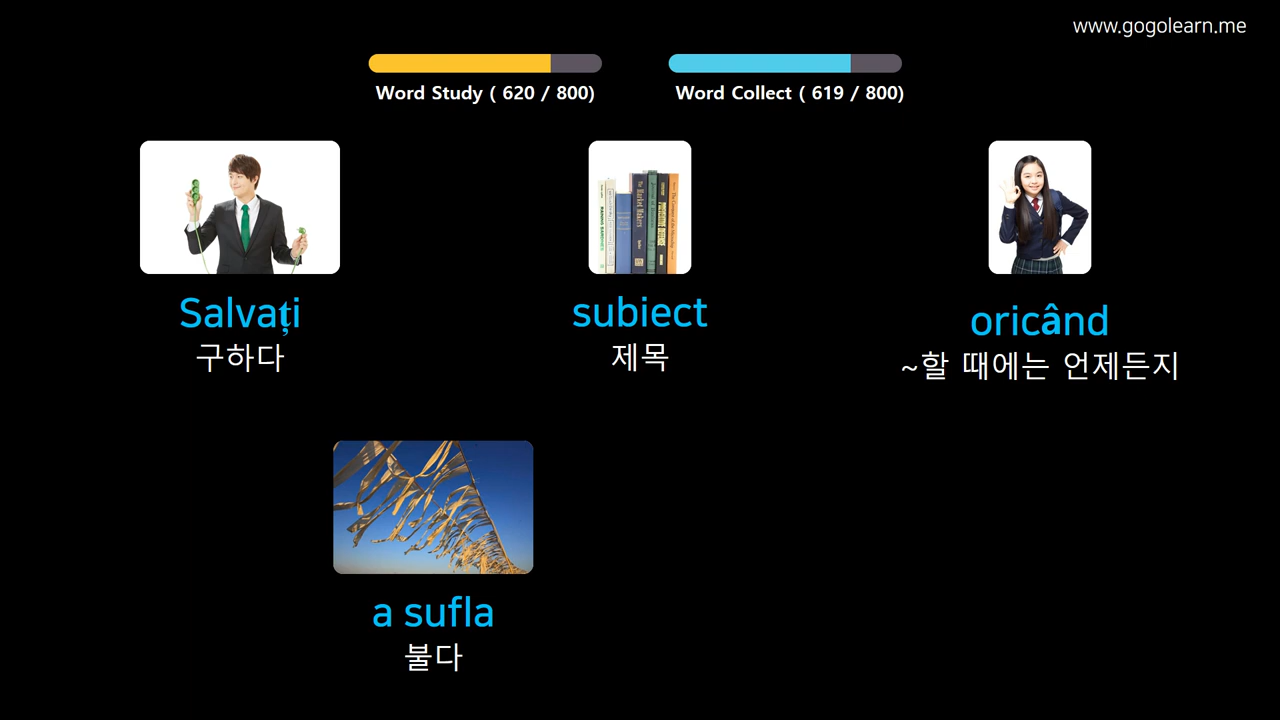 www.gogolearn.me
Word Study ( 620 / 800)
Word Collect ( 619 / 800)
Salvați
구하다
subiect
제목
oricând
~할 때에는 언제든지
a sufla
불다